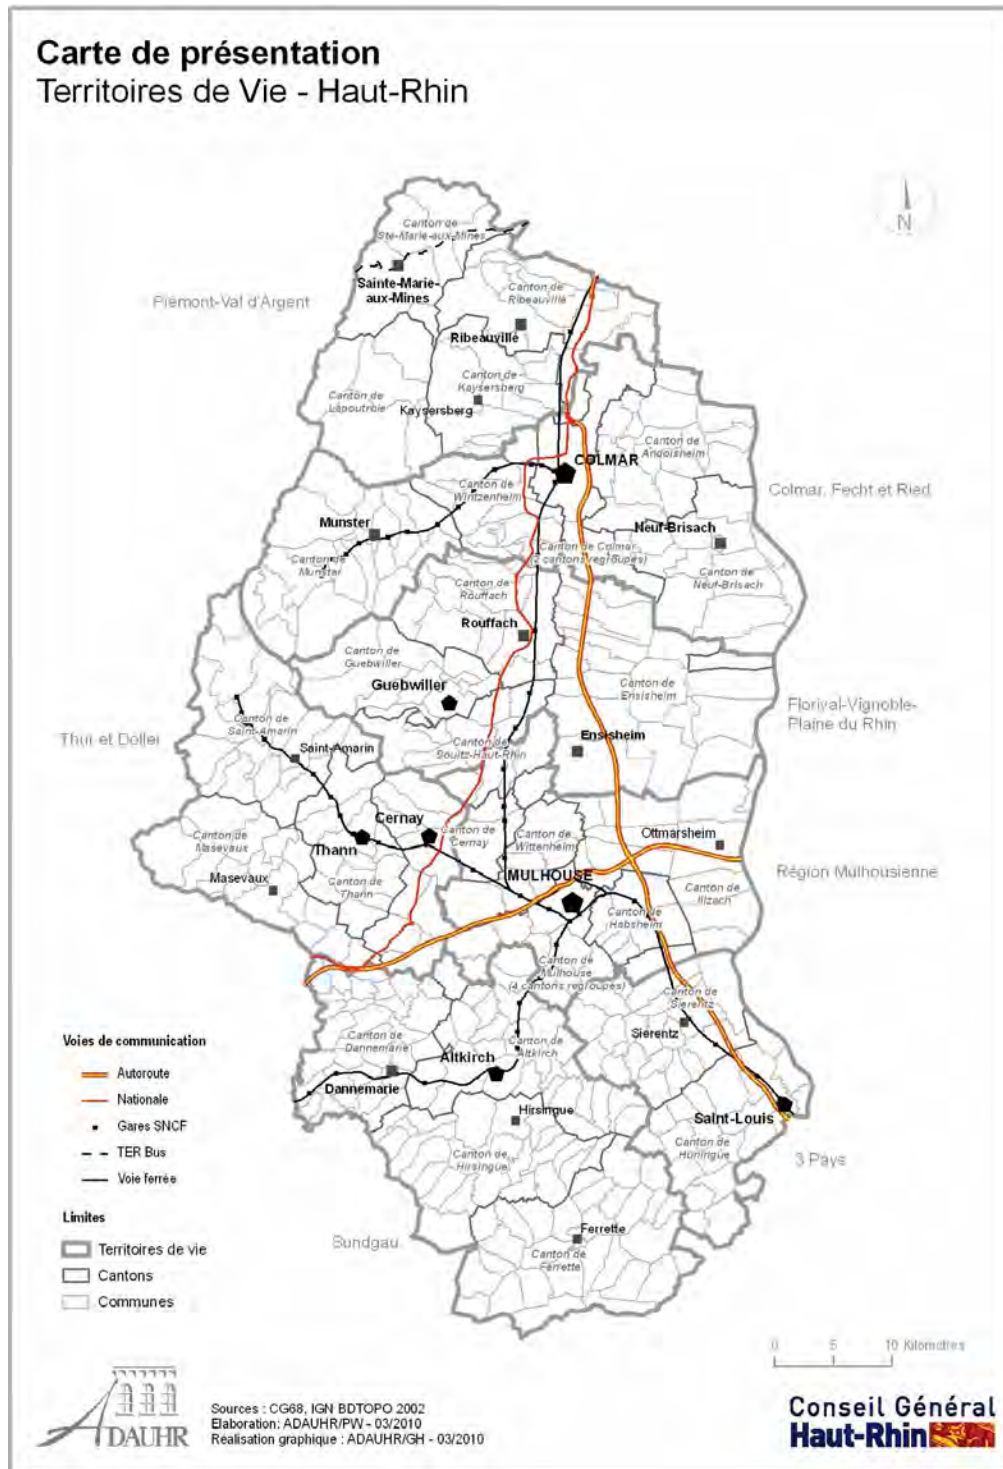 Carte de présentation
Territoires de Vie - Haut-Rhin
N
Canton de
Ste-Marie-aux-Mines
Sainte-Marie-
aux-Mines
Piémont-Val d'Argent
Canton de
Ribeauvillé
Ribeauvillé
Canton de
Kaysersberg
Kaysersberg
Canton de
Lapoutroie
Canton de
Andolsheim
COLMAR
Canton de
Wintzenheim
Colmar, Fecht et Ried
Munster
Neuf-Brisach
Canton de
Munster
Canton de Colmar
(2 cantons regroupés)
Canton de
Neuf-Brisach
Canton de
Rouffach
Rouffach
Canton de
Guebwiller
Guebwiller
Canton de
Ensisheim
Florival-Vignoble-
Plaine du Rhin
Canton de
Saint-Amarin
Saint-Amarin
Thur et Doller
Canton de
Soultz-Haut-Rhin
Ensisheim
Cernay
Canton de
Cernay
Canton de
Wittenheim
Ottmarsheim
Canton de
Masevaux
Thann
Masevaux
Canton de
Thann
MULHOUSE
Région Mulhousienne
Canton de
Illzach
Canton de
Habsheim
Canton de
Mulhouse
(4 cantons regroupés)
Canton de
Sierentz
Sierentz
Canton de
Dannemarie
Canton de
Altkirch
Altkirch
Dannemarie
Hirsingue
Saint-Louis
Canton de
Hirsingue
Canton de
Huningue
3 Pays
Sundgau
Ferrette
Canton de
Ferrette
Voies de communication
Autoroute
Nationale
Gares SNCF
TER Bus
Voie ferrée
Limites
Territoires de vie
Cantons
Communes
0 5 10 Kilomètres
ADAUHR
Sources : CG68, IGN BDTOPO 2002
Elaboration: ADAUHR/PW - 03/2010
Réalisation graphique : ADAUHR/GH - 03/2010
Conseil Général
Haut-Rhin